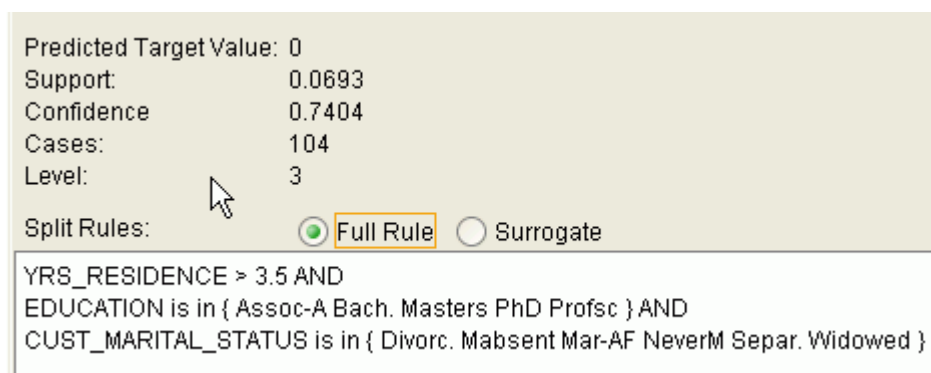 Predicted Target Value: 0
Support: 0.0693
Confidence 0.7404
Cases: 104
Level: 3
Split Rules: Full Rule Surrogate
YRS_RESIDENCE > 3.5 AND
EDUCATION is in { Assoc-A Bach. Masters PhD Profsc } AND
CUST_MARITAL_STATUS is in { Divorc. Mabsent Mar-AF NeverM Separ. Widowed }